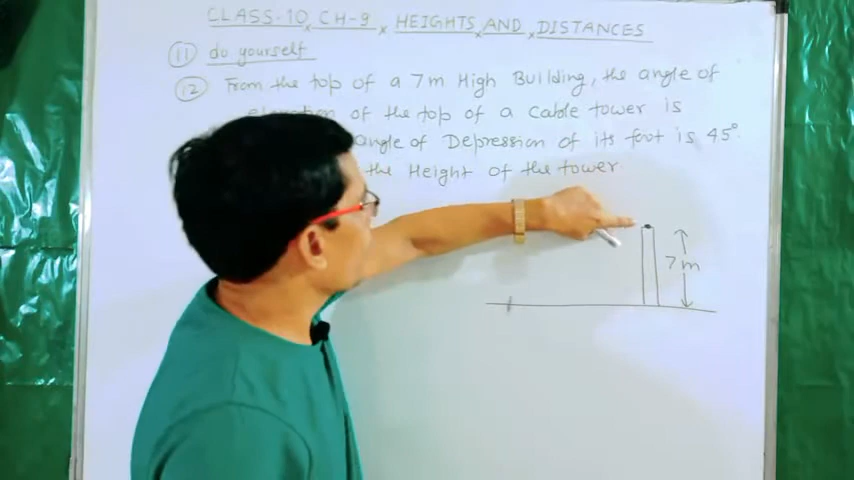 CLASS-10, CH-9, HEIGHTS AND DISTANCES
11 do yourself
12 From the top of a 7m High Building, the angle of
elevation of the top of a cable tower is
angle of Depression of its foot is 45°.
the Height of the tower.
7m